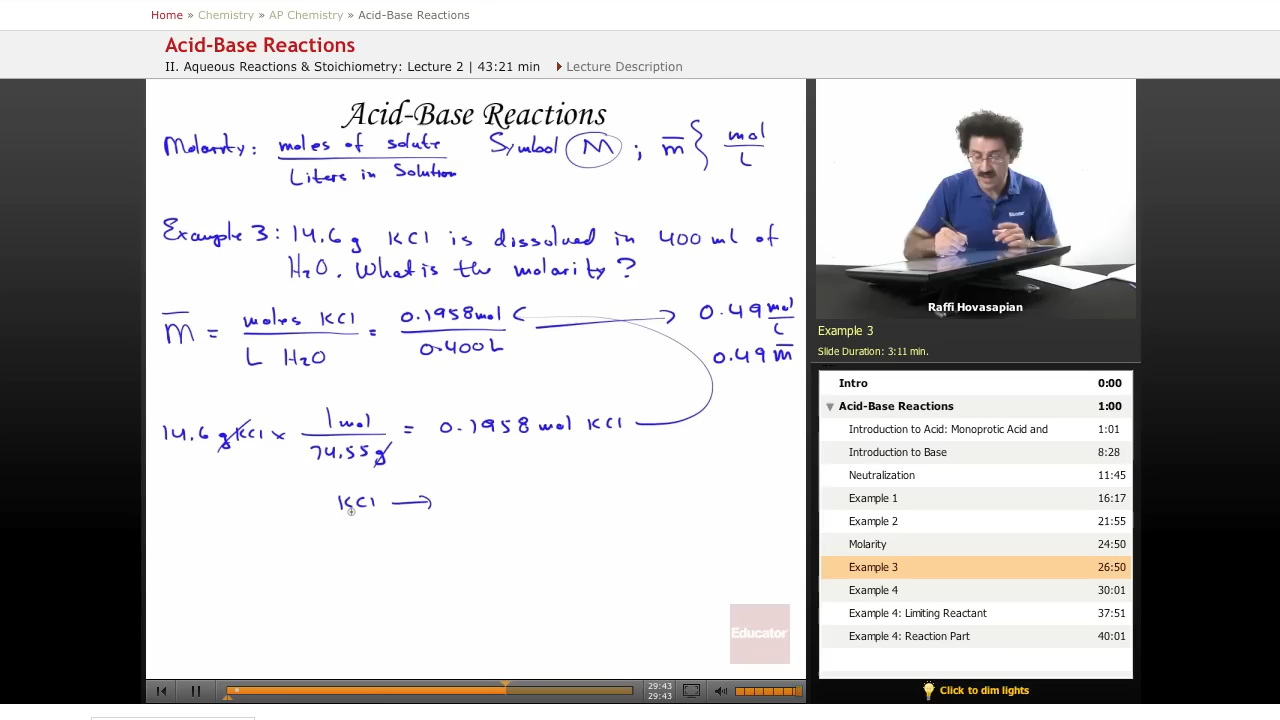 Home » Chemistry » AP Chemistry » Acid-Base Reactions
Acid-Base Reactions
II. Aqueous Reactions & Stoichiometry: Lecture 2 | 43:21 min
Lecture Description
Acid-Base Reactions
Molarity: moles of solute / Liters in Solution Symbol M ; m̅ } mol / L
Example 3: 14.6 g KCl is dissolved in 400 ml of
H₂O. What is the molarity?
m̅ = moles KCl / L H₂O = 0.1958 mol / 0.400 L → 0.49 mol / L
0.49 m̅
14.6 g KCl × 1 mol / 74.55 g = 0.1958 mol KCl
KCl →
Educator
Educator
Raffi Hovasapian
Example 3
Slide Duration: 3:11 min.
Intro 0:00
Acid-Base Reactions 1:00
Introduction to Acid: Monoprotic Acid and 1:01
Introduction to Base 8:28
Neutralization 11:45
Example 1 16:17
Example 2 21:55
Molarity 24:50
Example 3 26:50
Example 4 30:01
Example 4: Limiting Reactant 37:51
Example 4: Reaction Part 40:01
29:43
29:43
Click to dim lights